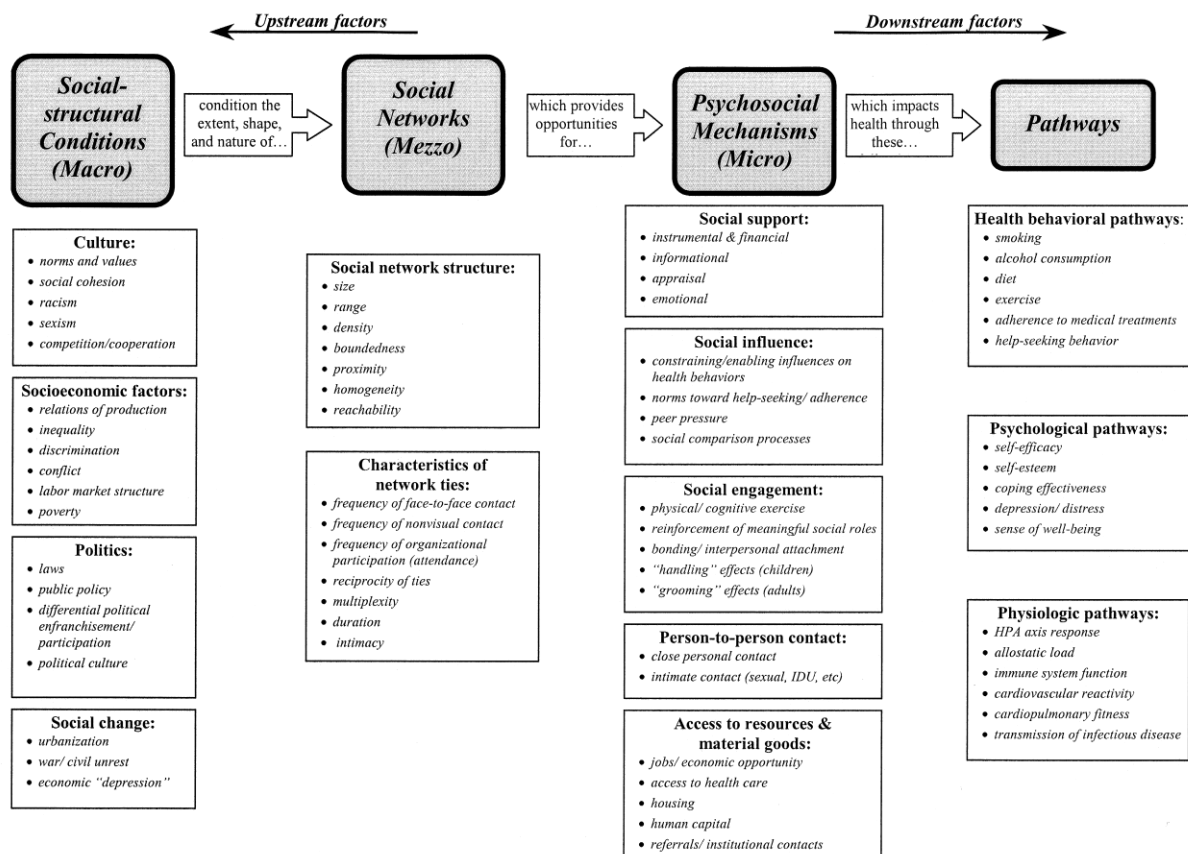 Upstream factors
Downstream factors
Social-
structural
Conditions
(Macro)
condition the
extent, shape,
and nature of…
Social
Networks
(Mezzo)
which provides
opportunities
for…
Psychosocial
Mechanisms
(Micro)
which impacts
health through
these…
Pathways
Culture:
• norms and values
• social cohesion
• racism
• sexism
• competition/cooperation
Socioeconomic factors:
• relations of production
• inequality
• discrimination
• conflict
• labor market structure
• poverty
Politics:
• laws
• public policy
• differential political
enfranchisement/
participation
• political culture
Social change:
• urbanization
• war/ civil unrest
• economic “depression”
Social network structure:
• size
• range
• density
• boundedness
• proximity
• homogeneity
• reachability
Characteristics of
network ties:
• frequency of face-to-face contact
• frequency of nonvisual contact
• frequency of organizational
participation (attendance)
• reciprocity of ties
• multiplexity
• duration
• intimacy
Social support:
• instrumental & financial
• informational
• appraisal
• emotional
Social influence:
• constraining/enabling influences on
health behaviors
• norms toward help-seeking/ adherence
• peer pressure
• social comparison processes
Social engagement:
• physical/ cognitive exercise
• reinforcement of meaningful social roles
• bonding/ interpersonal attachment
• “handling” effects (children)
• “grooming” effects (adults)
Person-to-person contact:
• close personal contact
• intimate contact (sexual, IDU, etc)
Access to resources &
material goods:
• jobs/ economic opportunity
• access to health care
• housing
• human capital
• referrals/ institutional contacts
Health behavioral pathways:
• smoking
• alcohol consumption
• diet
• exercise
• adherence to medical treatments
• help-seeking behavior
Psychological pathways:
• self-efficacy
• self-esteem
• coping effectiveness
• depression/ distress
• sense of well-being
Physiologic pathways:
• HPA axis response
• allostatic load
• immune system function
• cardiovascular reactivity
• cardiopulmonary fitness
• transmission of infectious disease